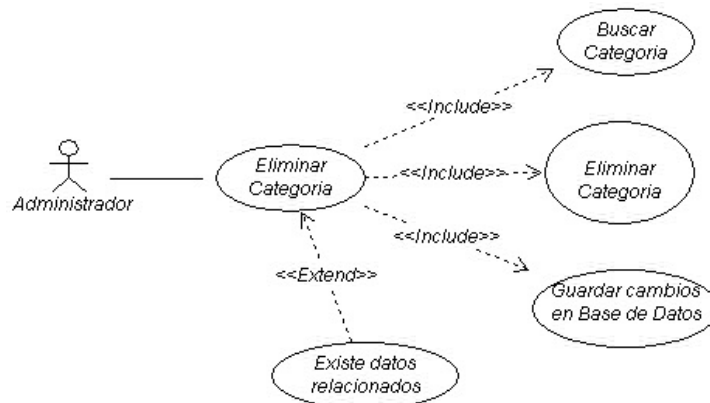 Buscar
Categoria
<<Include>>
Eliminar
Categoria
<<Include>>
Eliminar
Categoria
Administrador
<<Include>>
<<Extend>>
Guardar cambios
en Base de Datos
Existe datos
relacionados